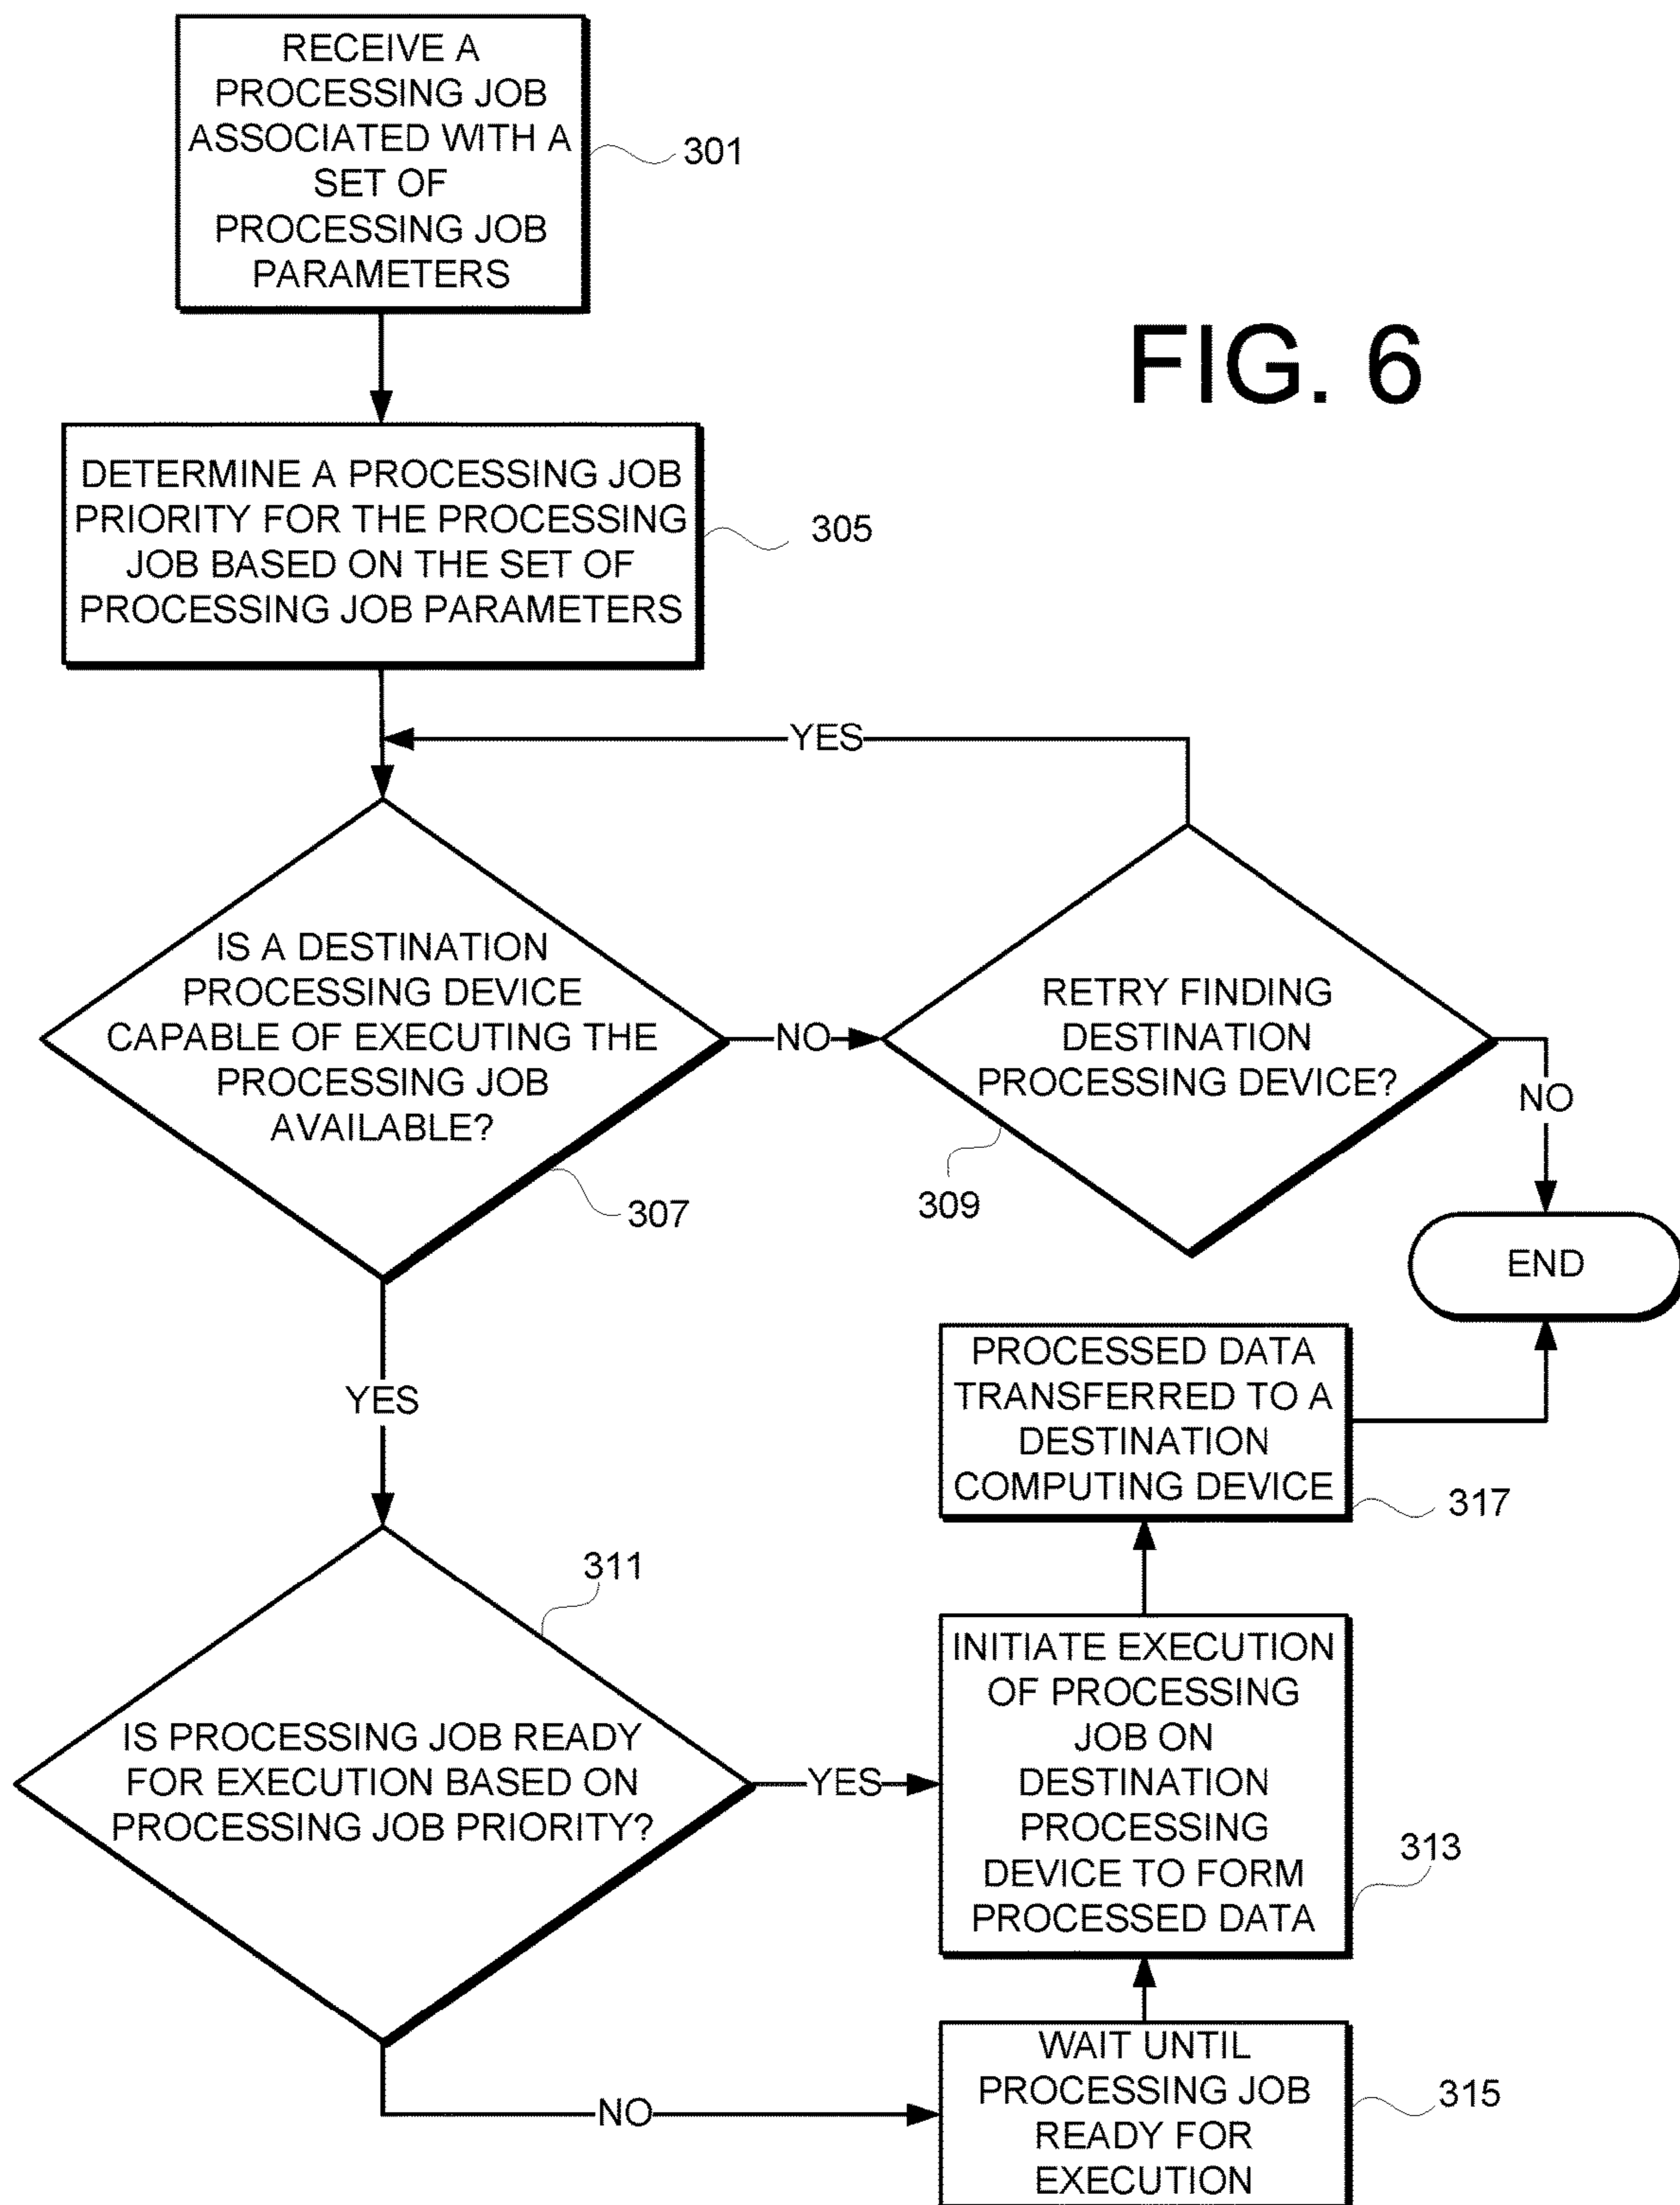 RECEIVE A
PROCESSING JOB
ASSOCIATED WITH A
SET OF
PROCESSING JOB
PARAMETERS
301
FIG. 6
DETERMINE A PROCESSING JOB
PRIORITY FOR THE PROCESSING
JOB BASED ON THE SET OF
PROCESSING JOB PARAMETERS
305
YES
IS A DESTINATION
PROCESSING DEVICE
CAPABLE OF EXECUTING THE
PROCESSING JOB
AVAILABLE?
307
NO
RETRY FINDING
DESTINATION
PROCESSING DEVICE?
309
NO
END
YES
IS PROCESSING JOB READY
FOR EXECUTION BASED ON
PROCESSING JOB PRIORITY?
311
YES
PROCESSED DATA
TRANSFERRED TO A
DESTINATION
COMPUTING DEVICE
317
INITIATE EXECUTION
OF PROCESSING
JOB ON
DESTINATION
PROCESSING
DEVICE TO FORM
PROCESSED DATA
313
NO
WAIT UNTIL
PROCESSING JOB
READY FOR
EXECUTION
315